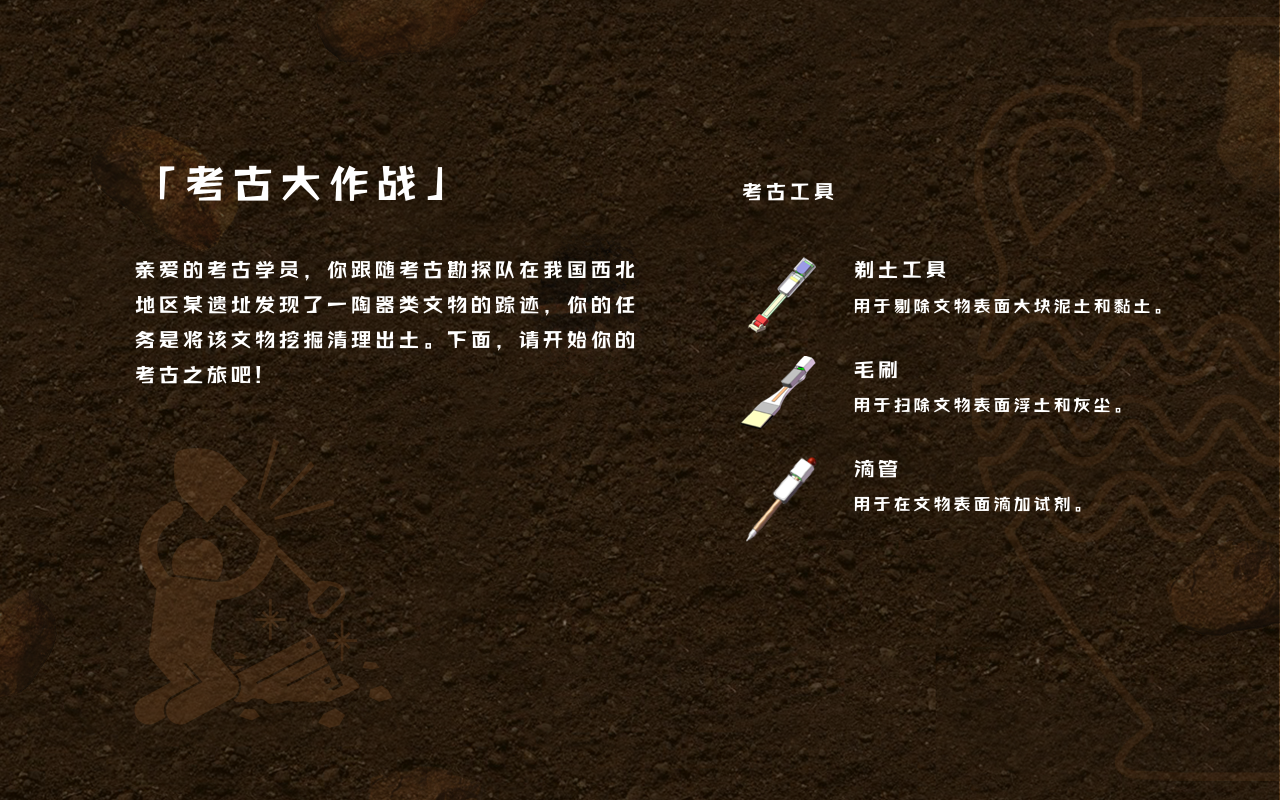 「考古大作战」
亲爱的考古学员，你跟随考古勘探队在我国西北
地区某遗址发现了一陶器类文物的踪迹，你的任
务是将该文物挖掘清理出土。下面，请开始你的
考古之旅吧！
考古工具
剃土工具
用于剔除文物表面大块泥土和黏土。
毛刷
用于扫除文物表面浮土和灰尘。
滴管
用于在文物表面滴加试剂。